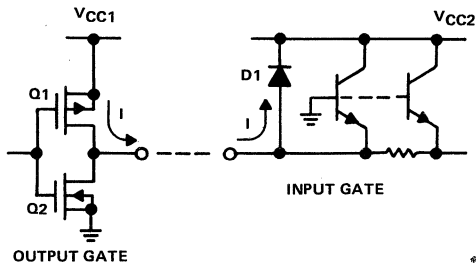 VCC1
VCC2
Q1
D1
I
I
Q2
INPUT GATE
OUTPUT GATE